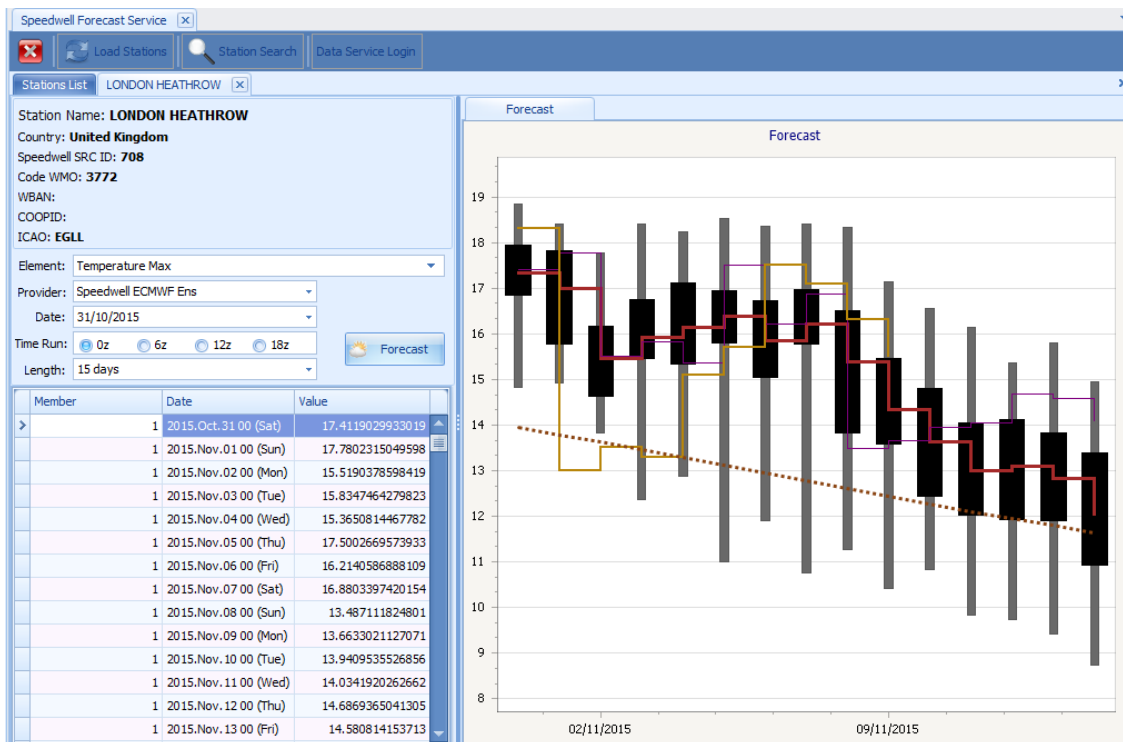 Speedwell Forecast Service
Load Stations Station Search Data Service Login
Stations List LONDON HEATHROW
Station Name: LONDON HEATHROW
Country: United Kingdom
Speedwell SRC ID: 708
Code WMO: 3772
WBAN:
COOPID:
ICAO: EGLL
Element: Temperature Max
Provider: Speedwell ECMWF Ens
Date: 31/10/2015
Time Run: 0z 6z 12z 18z
Forecast
Length: 15 days
Member Date Value
1 2015.Oct.31 00 (Sat) 17.4119029933019
1 2015.Nov.01 00 (Sun) 17.7802315049598
1 2015.Nov.02 00 (Mon) 15.5190378598419
1 2015.Nov.03 00 (Tue) 15.8347464279823
1 2015.Nov.04 00 (Wed) 15.3650814467782
1 2015.Nov.05 00 (Thu) 17.5002669573933
1 2015.Nov.06 00 (Fri) 16.2140586888109
1 2015.Nov.07 00 (Sat) 16.8803397420154
1 2015.Nov.08 00 (Sun) 13.487111824801
1 2015.Nov.09 00 (Mon) 13.6633021127071
1 2015.Nov.10 00 (Tue) 13.9409535526856
1 2015.Nov.11 00 (Wed) 14.0341920262662
1 2015.Nov.12 00 (Thu) 14.6869365041305
1 2015.Nov.13 00 (Fri) 14.580814153713
Forecast
Forecast
19
18
17
16
15
14
13
12
11
10
9
8
02/11/2015 09/11/2015